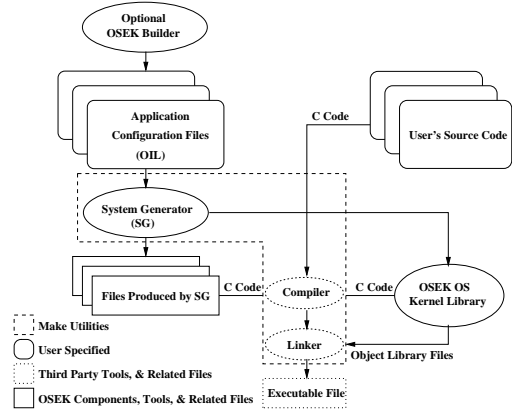 Optional
OSEK Builder
Application
Configuration Files
(OIL)
C Code
User's Source Code
System Generator
(SG)
Files Produced by SG
C Code
Compiler
C Code
OSEK OS
Kernel Library
Linker
Object Library Files
Executable File
Make Utilities
User Specified
Third Party Tools, & Related Files
OSEK Components, Tools, & Related Files